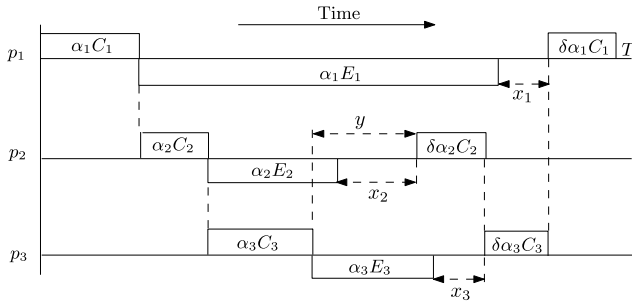 Time
p₁ α₁C₁ δα₁C₁ T
α₁E₁ x₁
y
p₂ α₂C₂ δα₂C₂
α₂E₂ x₂
p₃ α₃C₃ δα₃C₃
α₃E₃ x₃